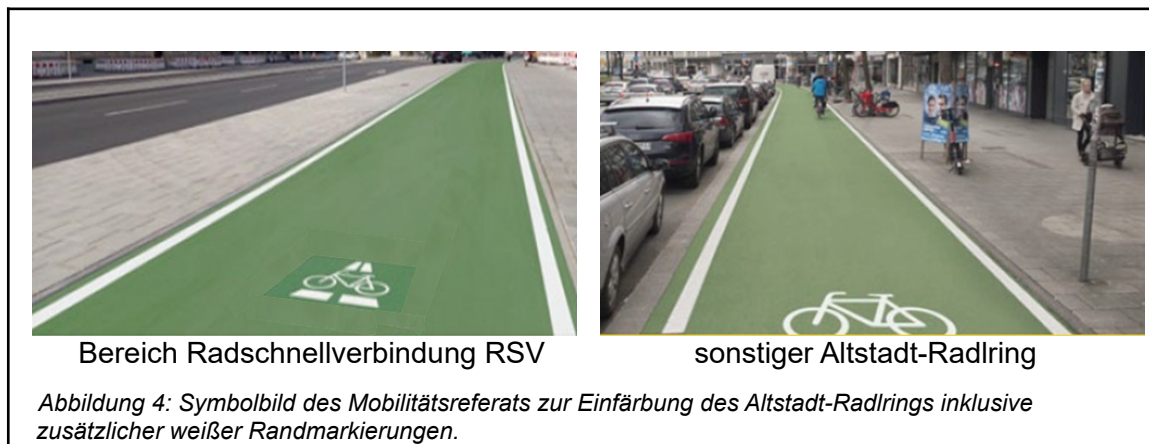 Bereich Radschnellverbindung RSV
sonstiger Altstadt-Radlring
Abbildung 4: Symbolbild des Mobilitätsreferats zur Einfärbung des Altstadt-Radlrings inklusive
zusätzlicher weißer Randmarkierungen.